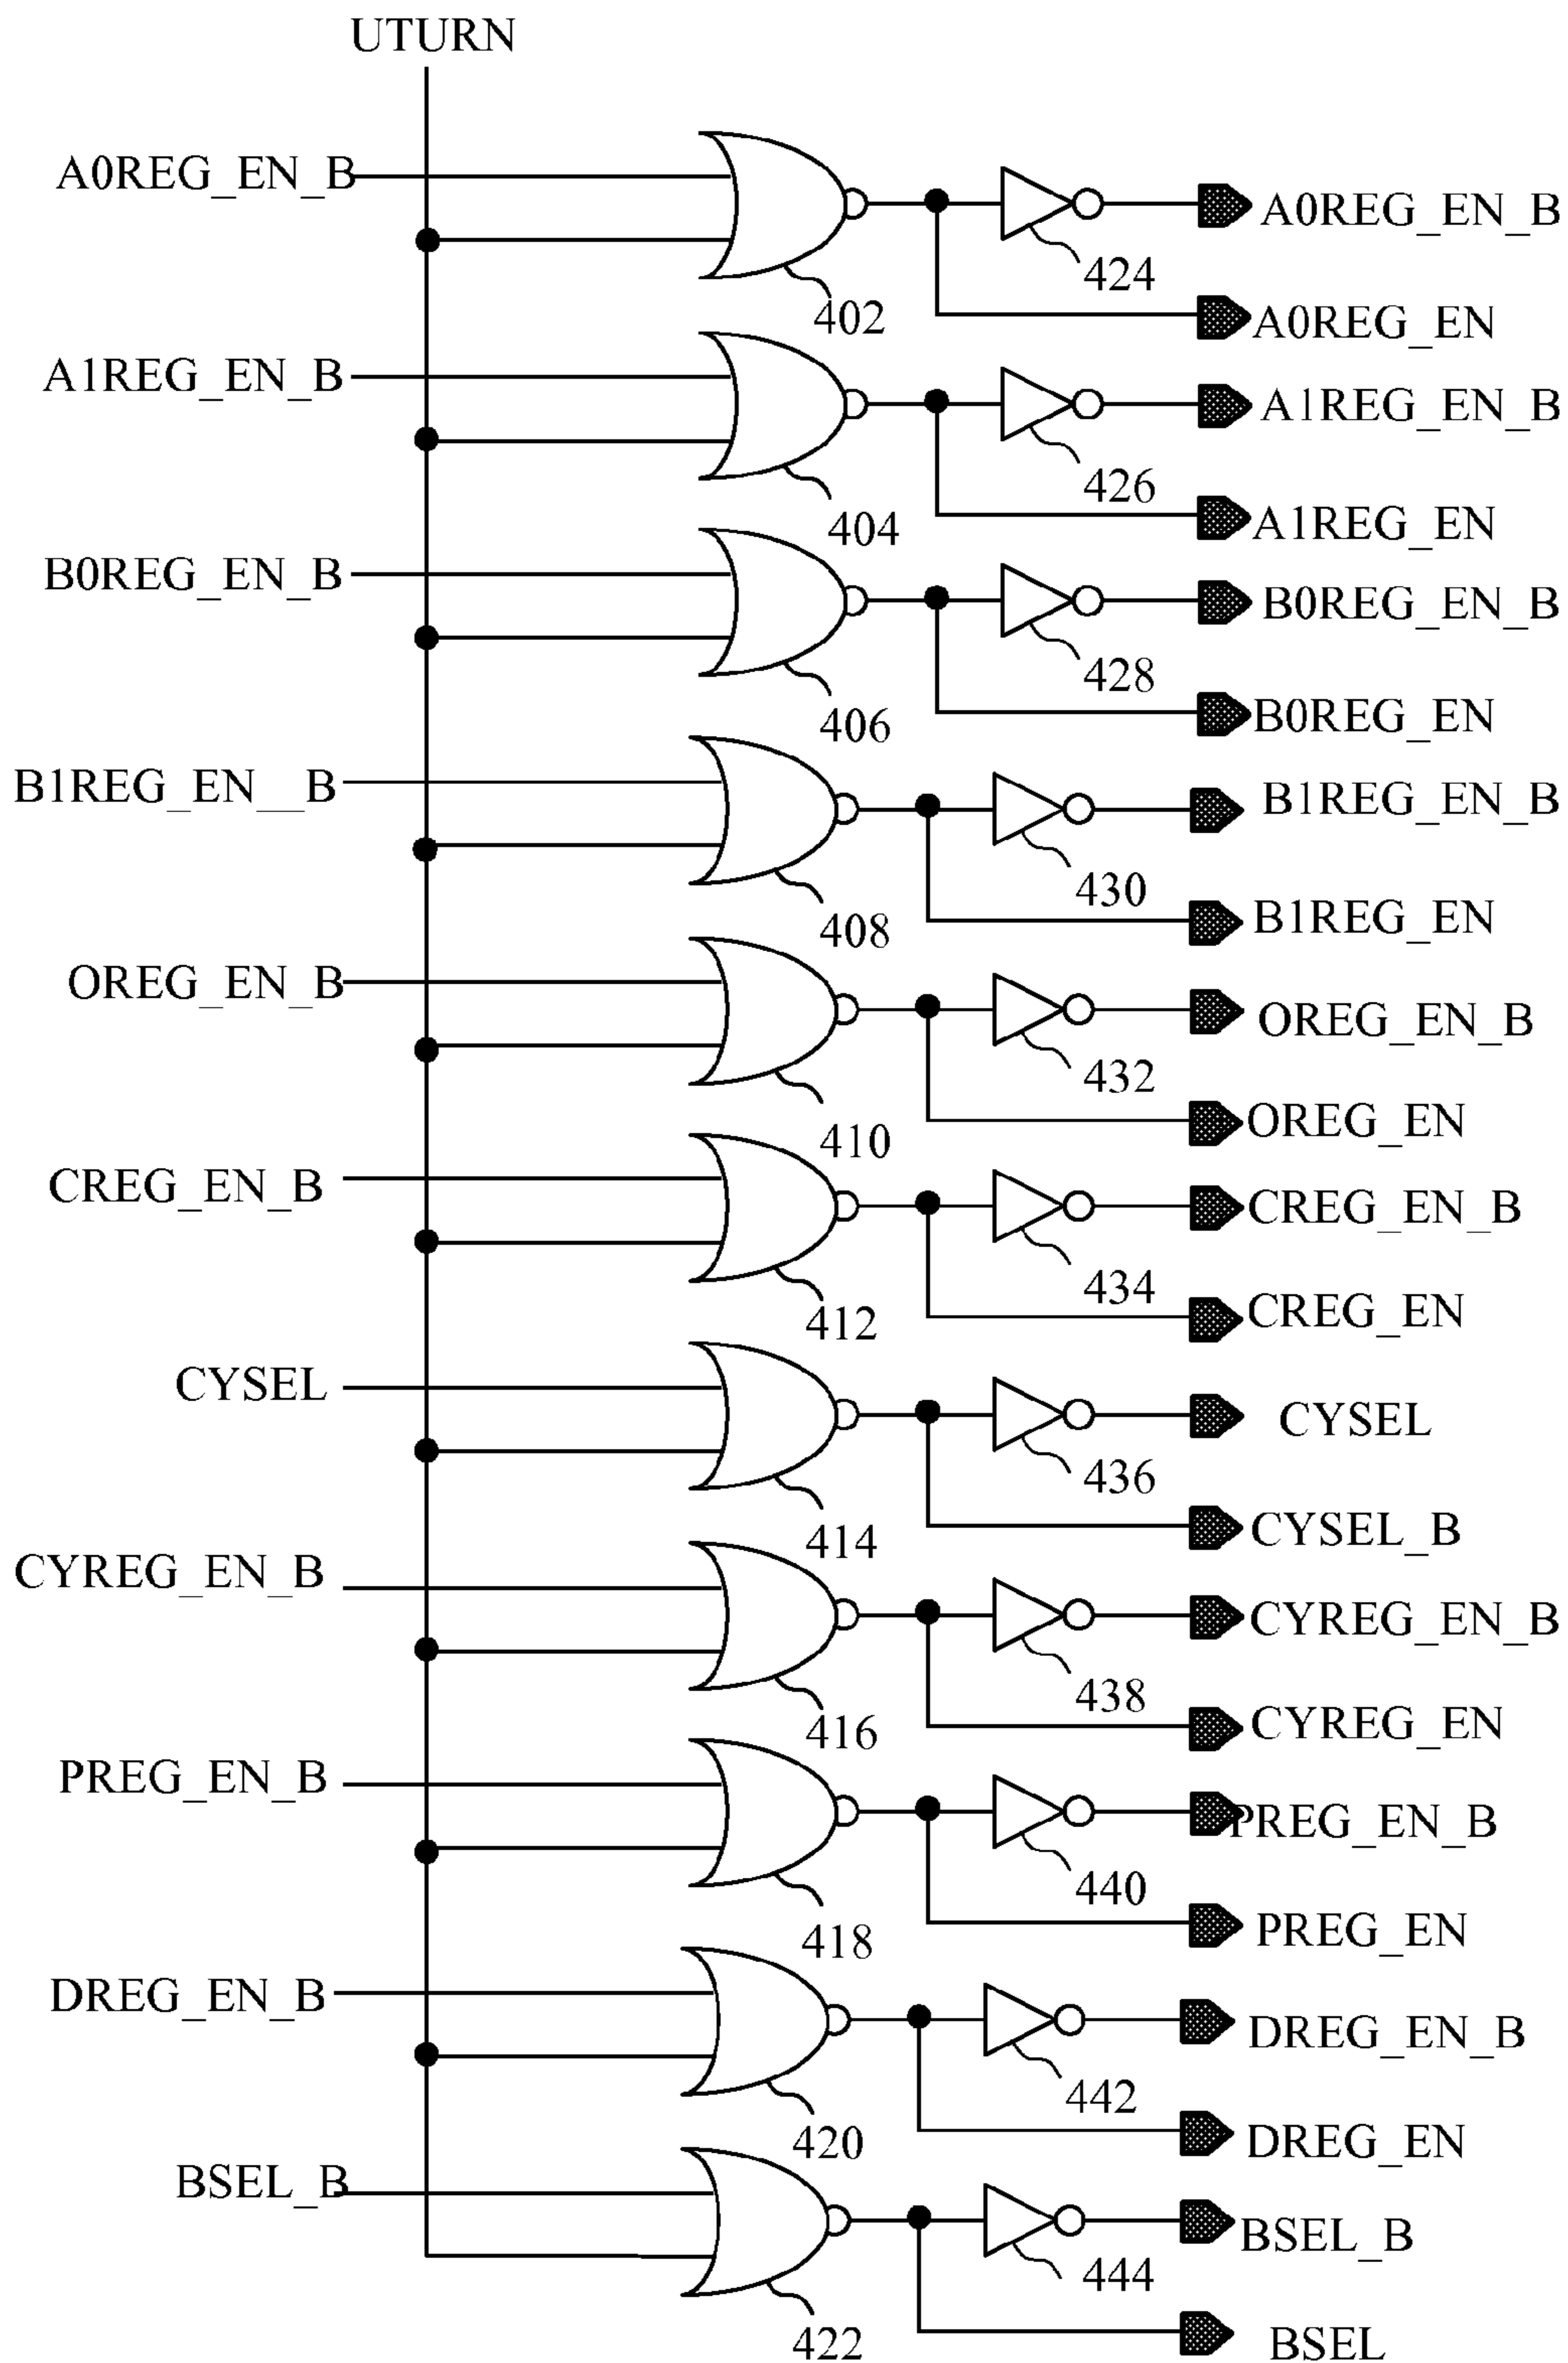 UTURN
A0REG_EN_B
A0REG_EN_B
424
402
A0REG_EN
A1REG_EN_B
A1REG_EN_B
426
404
A1REG_EN
B0REG_EN_B
B0REG_EN_B
428
406
B0REG_EN
B1REG_EN__B
B1REG_EN_B
430
408
B1REG_EN
OREG_EN_B
OREG_EN_B
432
410
OREG_EN
CREG_EN_B
CREG_EN_B
434
412
CREG_EN
CYSEL
CYSEL
436
414
CYSEL_B
CYREG_EN_B
CYREG_EN_B
438
416
CYREG_EN
PREG_EN_B
PREG_EN_B
440
418
PREG_EN
DREG_EN_B
DREG_EN_B
442
420
DREG_EN
BSEL_B
BSEL_B
444
422
BSEL